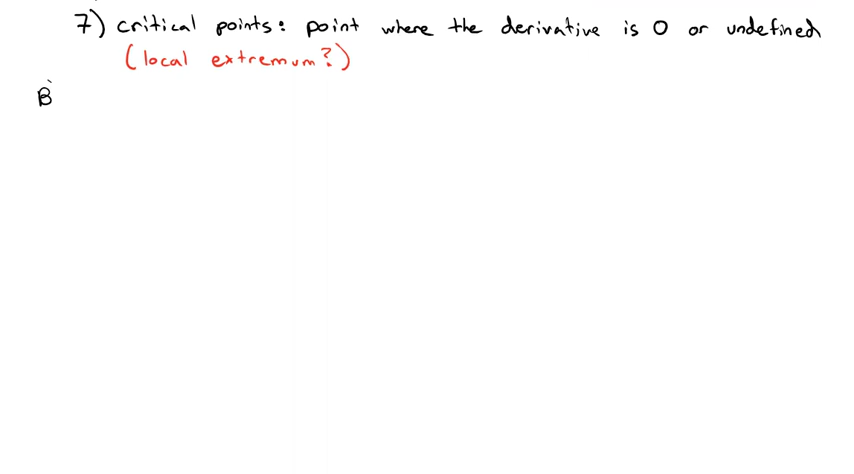 7) critical points: point where the derivative is 0 or undefined
(local extremum?)
B